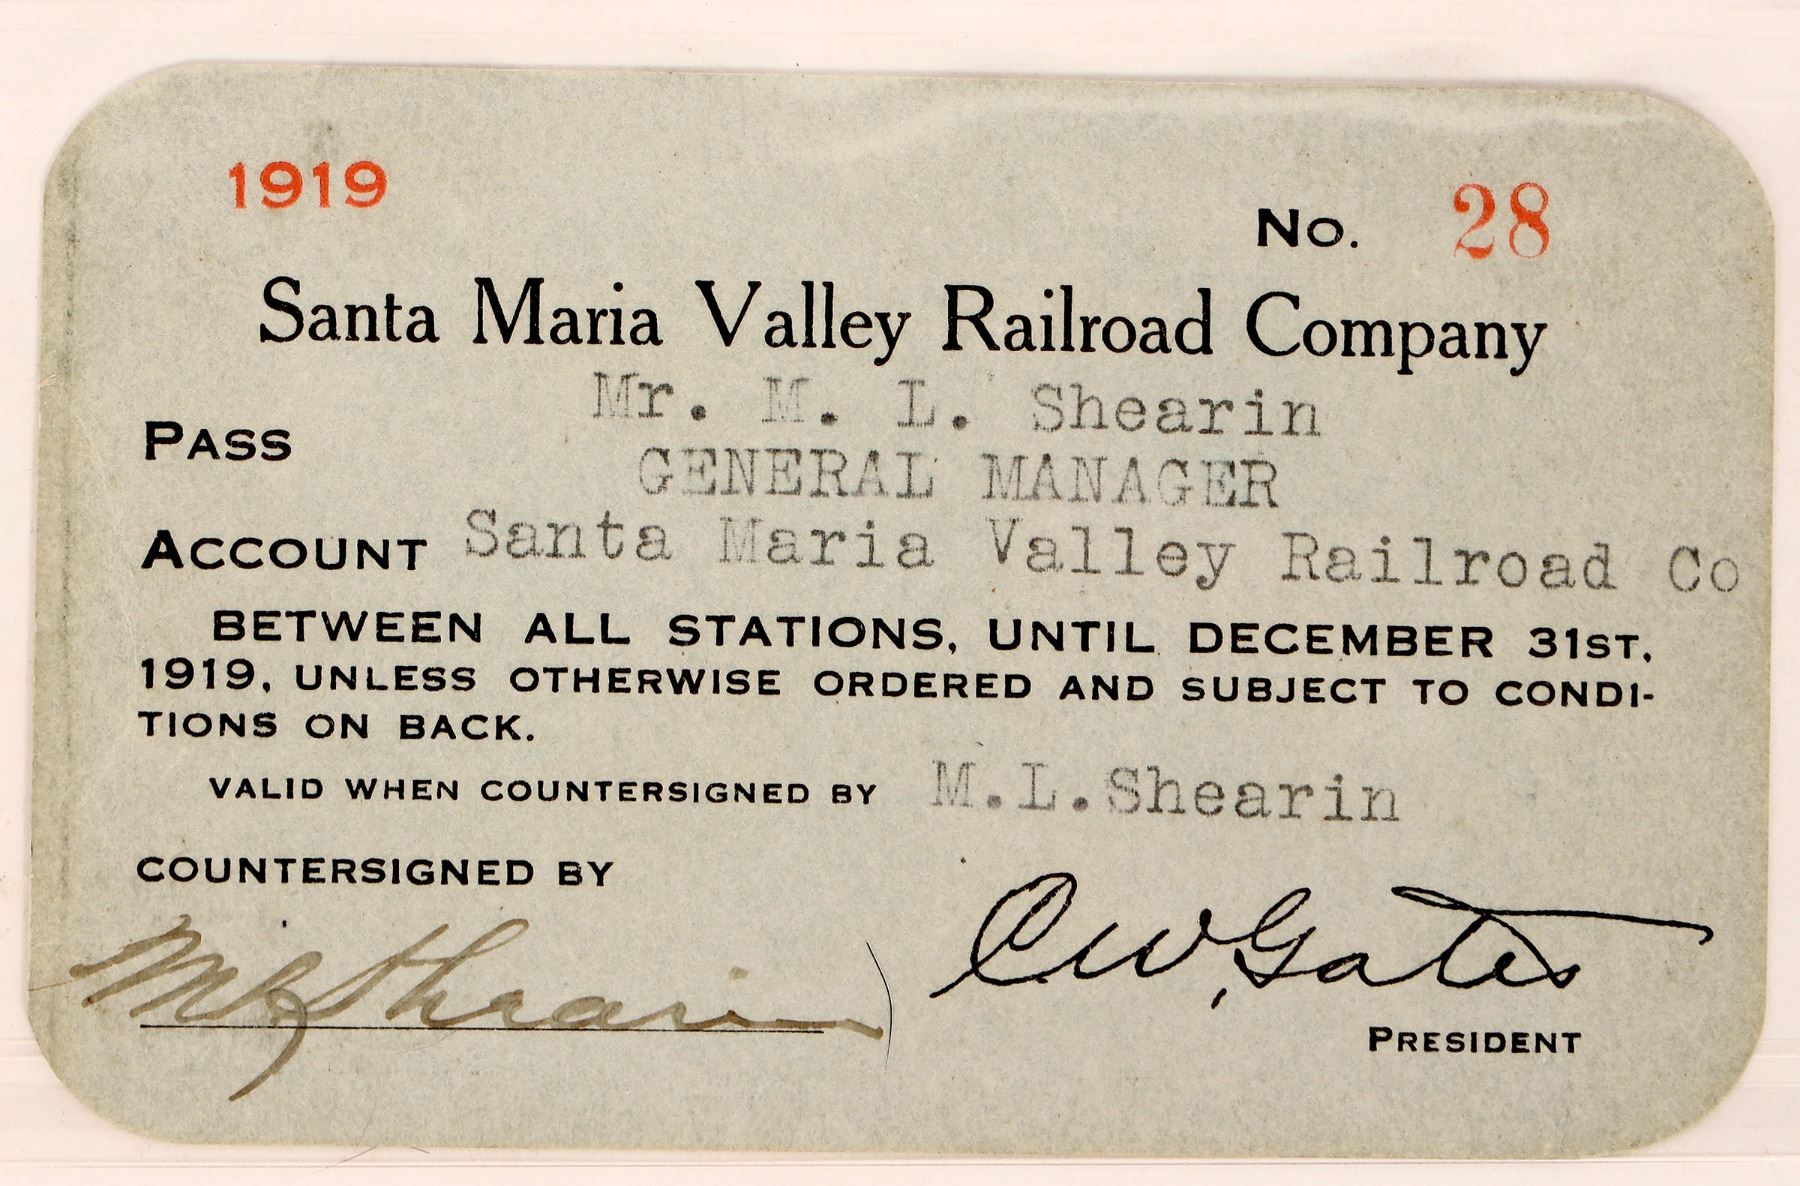 1919
No. 28
Santa Maria Valley Railroad Company
Mr. M. L. Shearin
PASS
GENERAL MANAGER
ACCOUNT Santa Maria Valley Railroad Co
BETWEEN ALL STATIONS, UNTIL DECEMBER 31ST,
1919, UNLESS OTHERWISE ORDERED AND SUBJECT TO CONDI-
TIONS ON BACK.
VALID WHEN COUNTERSIGNED BY M.L.Shearin
COUNTERSIGNED BY
M L Shearin
C W, Gates
PRESIDENT